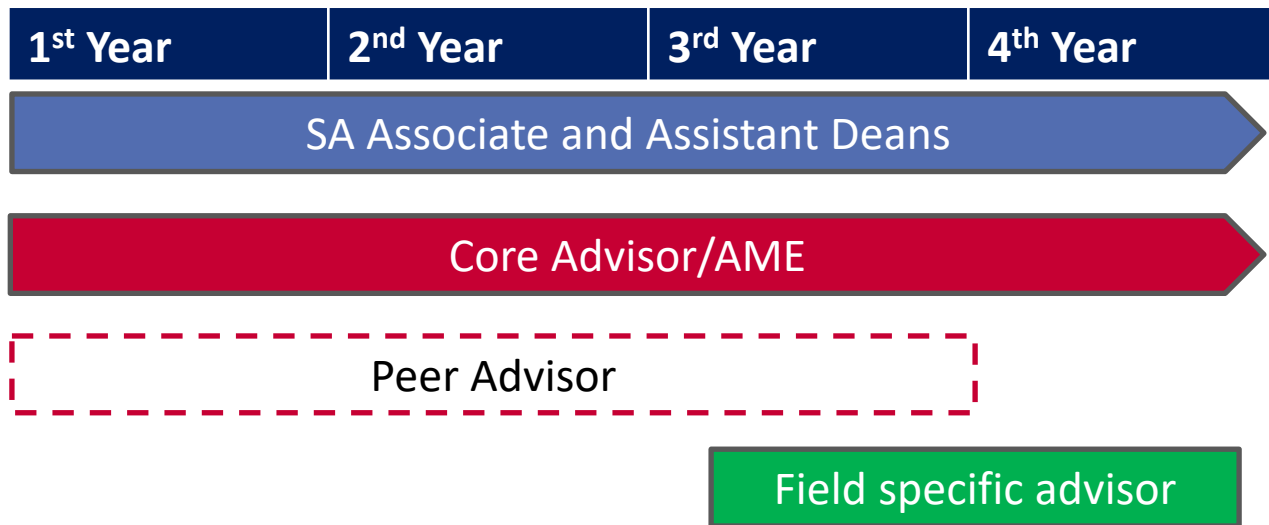 1st Year 2nd Year 3rd Year 4th Year
SA Associate and Assistant Deans
Core Advisor/AME
Peer Advisor
Field specific advisor